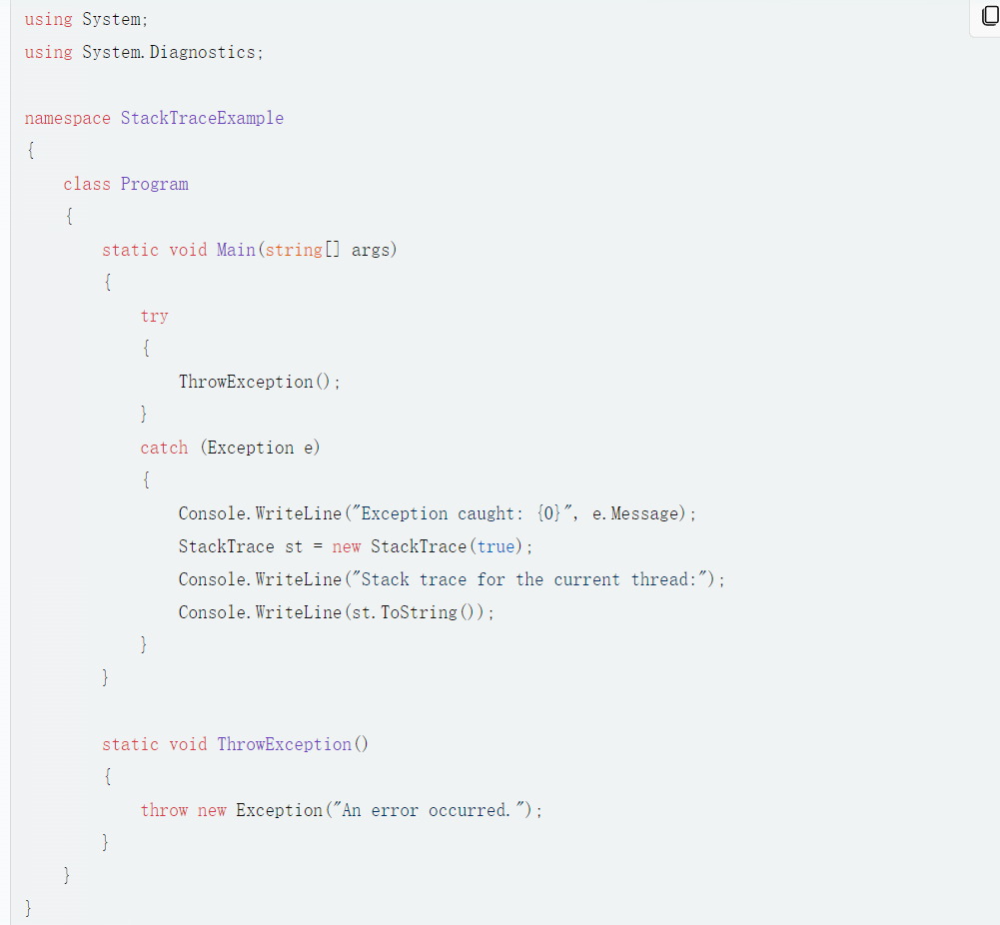 using System;
using System.Diagnostics;
namespace StackTraceExample
{
    class Program
    {
        static void Main(string[] args)
        {
            try
            {
                ThrowException();
            }
            catch (Exception e)
            {
                Console.WriteLine("Exception caught: {0}", e.Message);
                StackTrace st = new StackTrace(true);
                Console.WriteLine("Stack trace for the current thread:");
                Console.WriteLine(st.ToString());
            }
        }
        static void ThrowException()
        {
            throw new Exception("An error occurred.");
        }
    }
}